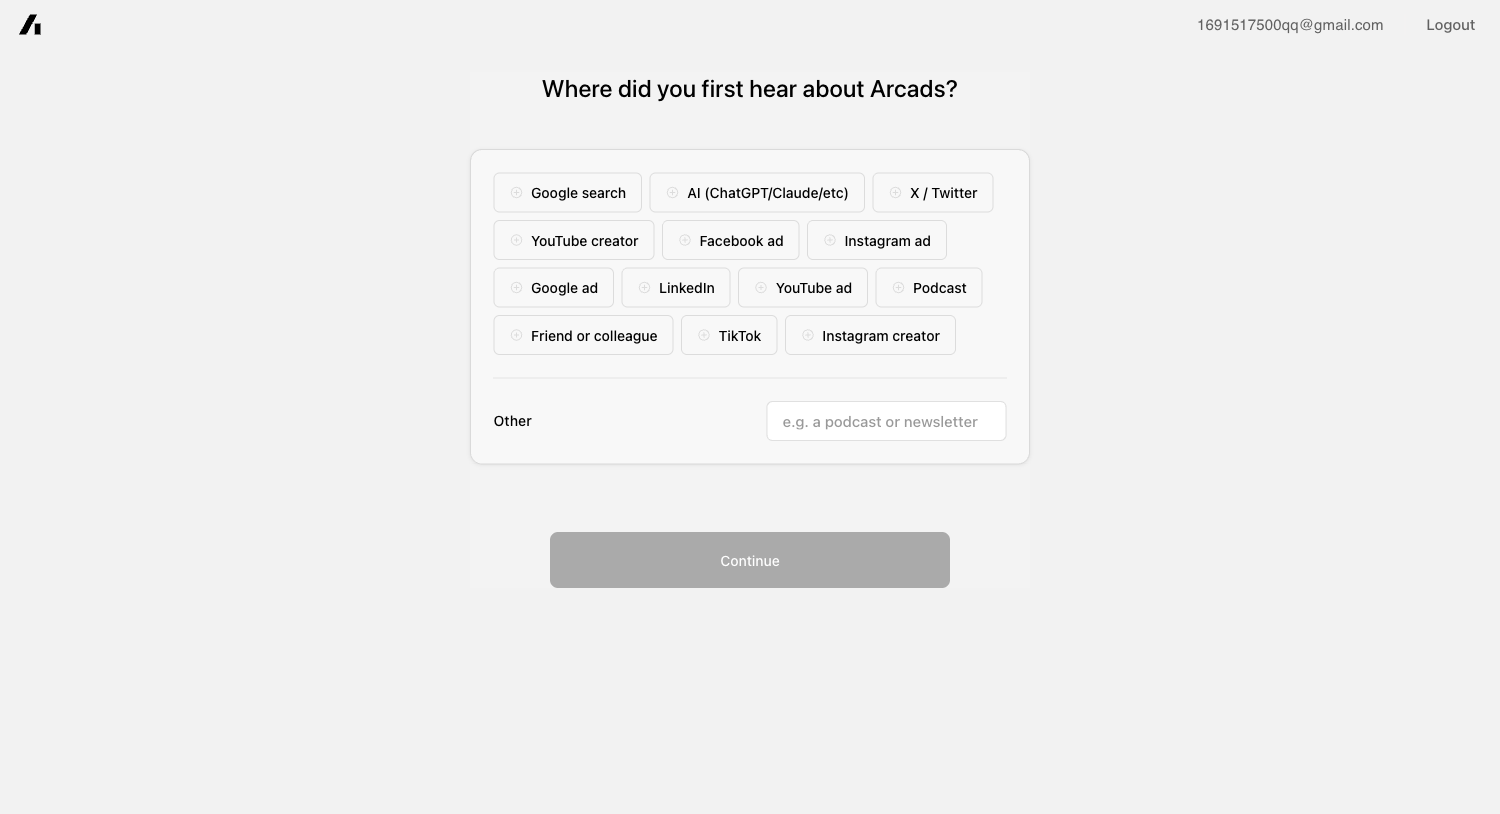 1691517500qq@gmail.com Logout
Where did you first hear about Arcads?
Google search AI (ChatGPT/Claude/etc) X / Twitter
YouTube creator Facebook ad Instagram ad
Google ad LinkedIn YouTube ad Podcast
Friend or colleague TikTok Instagram creator
Other e.g. a podcast or newsletter
Continue